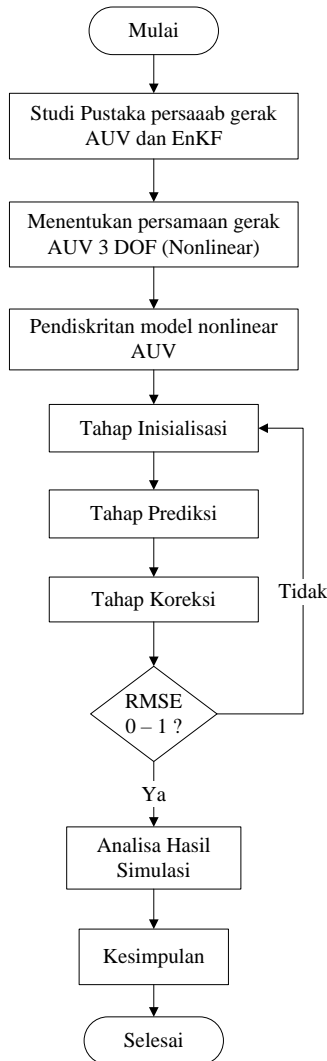 Mulai
Studi Pustaka persaaab gerak
AUV dan EnKF
Menentukan persamaan gerak
AUV 3 DOF (Nonlinear)
Pendiskritan model nonlinear
AUV
Tahap Inisialisasi
Tahap Prediksi
Tahap Koreksi
Tidak
RMSE
0 – 1 ?
Ya
Analisa Hasil
Simulasi
Kesimpulan
Selesai